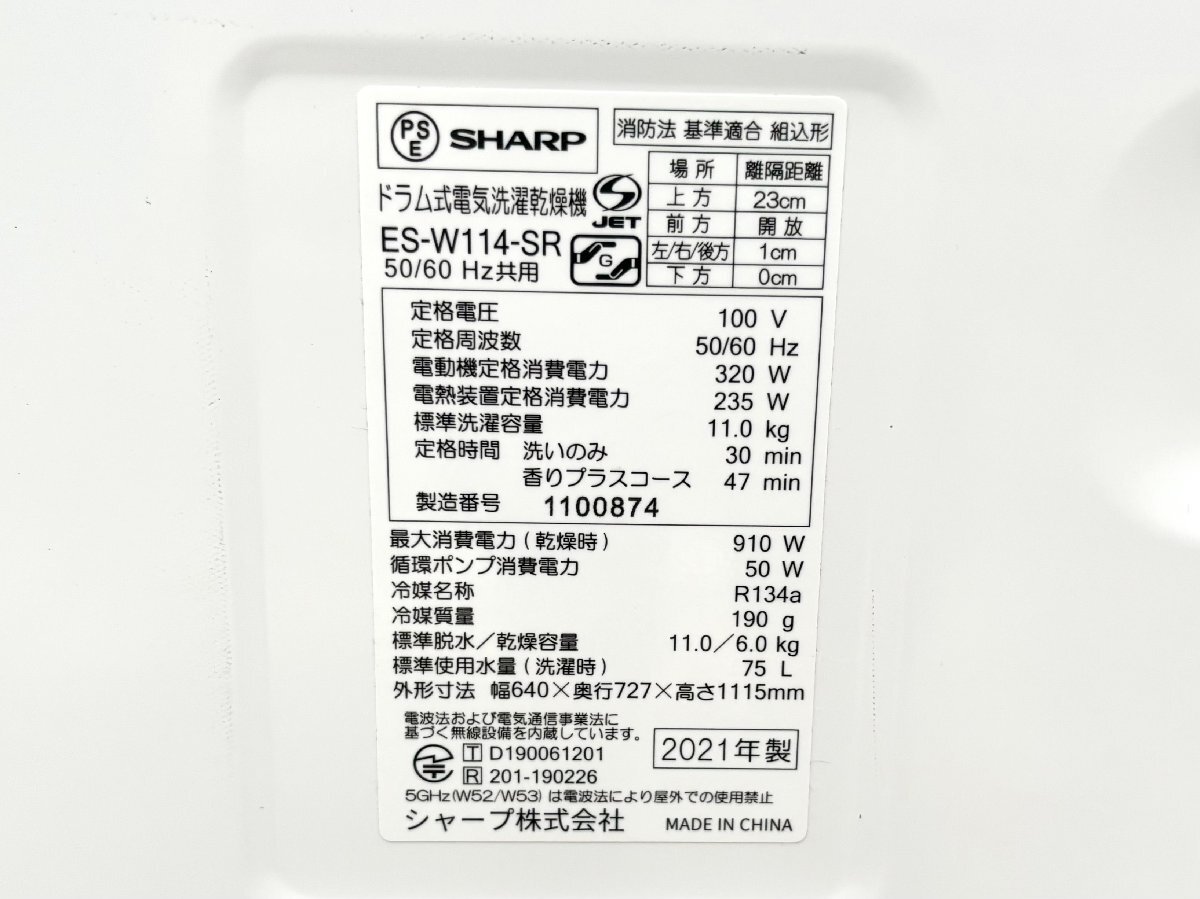 PSE SHARP
消防法 基準適合 組込形
場所 離隔距離
上方 23cm
前方 開放
左/右/後方 1cm
下方 0cm
ドラム式電気洗濯乾燥機
S JET
ES-W114-SR
G
50/60 Hz共用
定格電圧 100 V
定格周波数 50/60 Hz
電動機定格消費電力 320 W
電熱装置定格消費電力 235 W
標準洗濯容量 11.0 kg
定格時間 洗いのみ 30 min
香りプラスコース 47 min
製造番号 1100874
最大消費電力(乾燥時) 910 W
循環ポンプ消費電力 50 W
冷媒名称 R134a
冷媒質量 190 g
標準脱水/乾燥容量 11.0/6.0 kg
標準使用水量(洗濯時) 75 L
外形寸法 幅640×奥行727×高さ1115mm
電波法および電気通信事業法に
基づく無線設備を内蔵しています。
T D190061201
R 201-190226
2021年製
5GHz(W52/W53)は電波法により屋外での使用禁止
シャープ株式会社 MADE IN CHINA